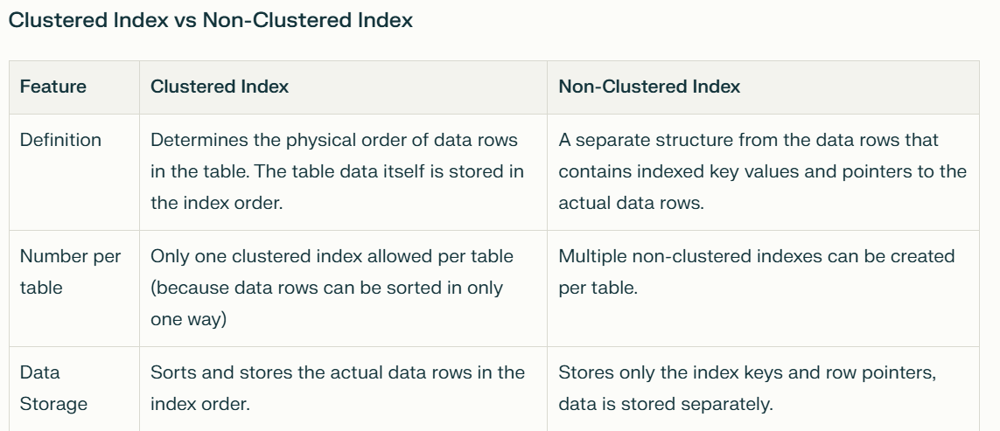 Clustered Index vs Non-Clustered Index
Feature
Clustered Index
Non-Clustered Index
Definition
Determines the physical order of data rows
in the table. The table data itself is stored in
the index order.
A separate structure from the data rows that
contains indexed key values and pointers to the
actual data rows.
Number per
table
Only one clustered index allowed per table
(because data rows can be sorted in only
one way)
Multiple non-clustered indexes can be created
per table.
Data
Storage
Sorts and stores the actual data rows in the
index order.
Stores only the index keys and row pointers,
data is stored separately.